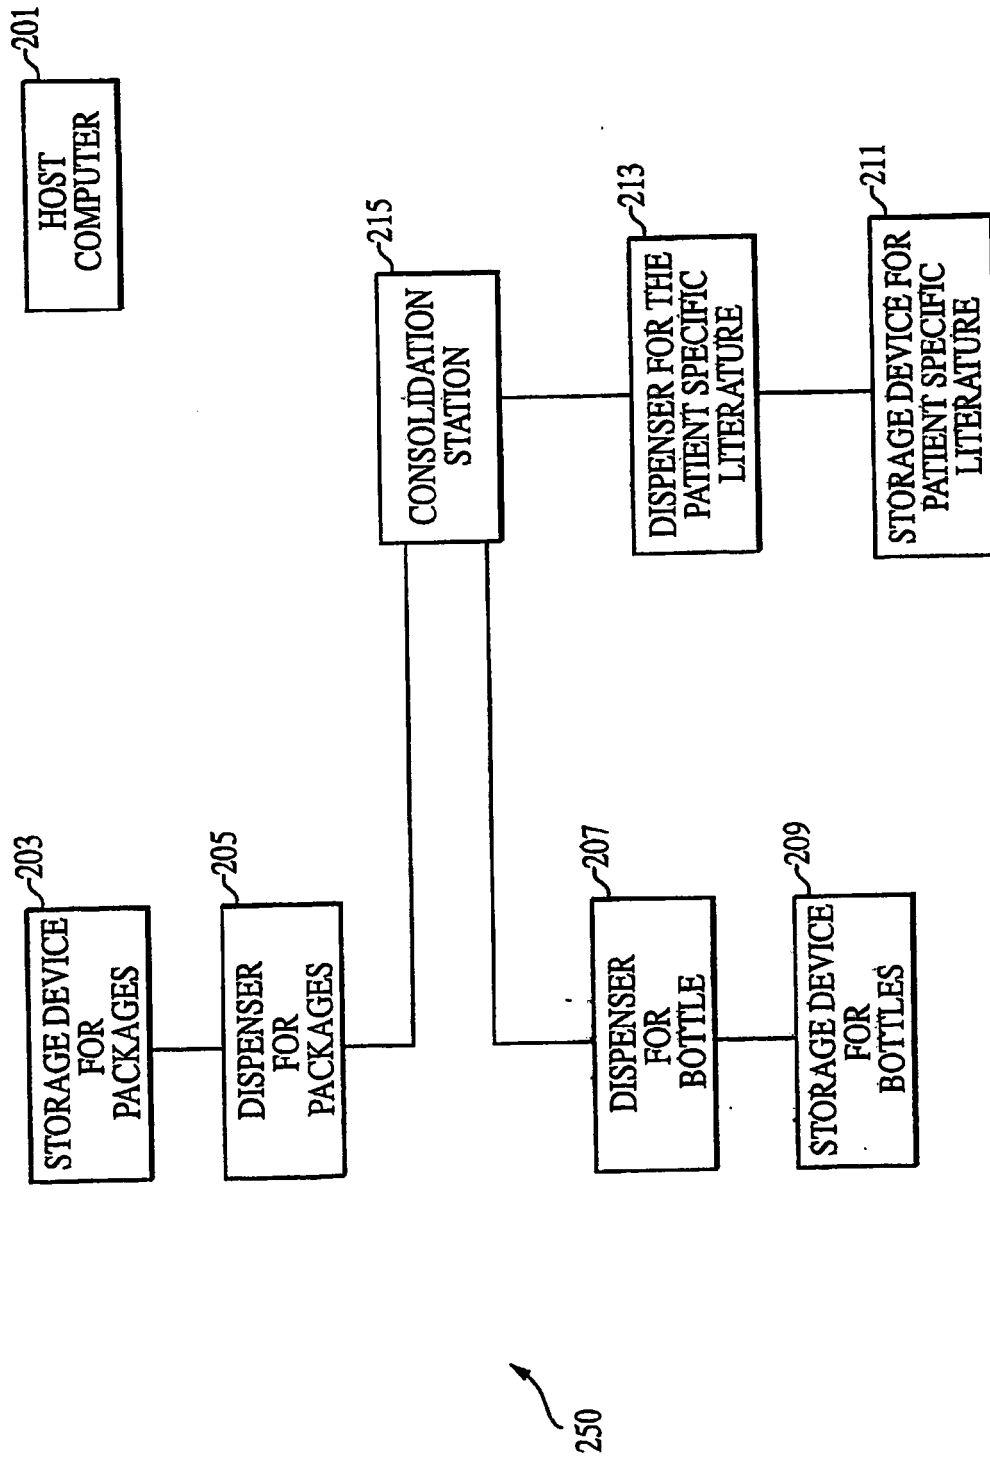 201
HOST
COMPUTER
203
STORAGE DEVICE
FOR
PACKAGES
205
DISPENSER
FOR
PACKAGES
215
CONSOLIDATION
STATION
207
DISPENSER
FOR
BOTTLE
209
STORAGE DEVICE
FOR
BOTTLES
213
DISPENSER FOR THE
PATIENT SPECIFIC
LITERATURE
211
STORAGE DEVICE FOR
PATIENT SPECIFIC
LITERATURE
250